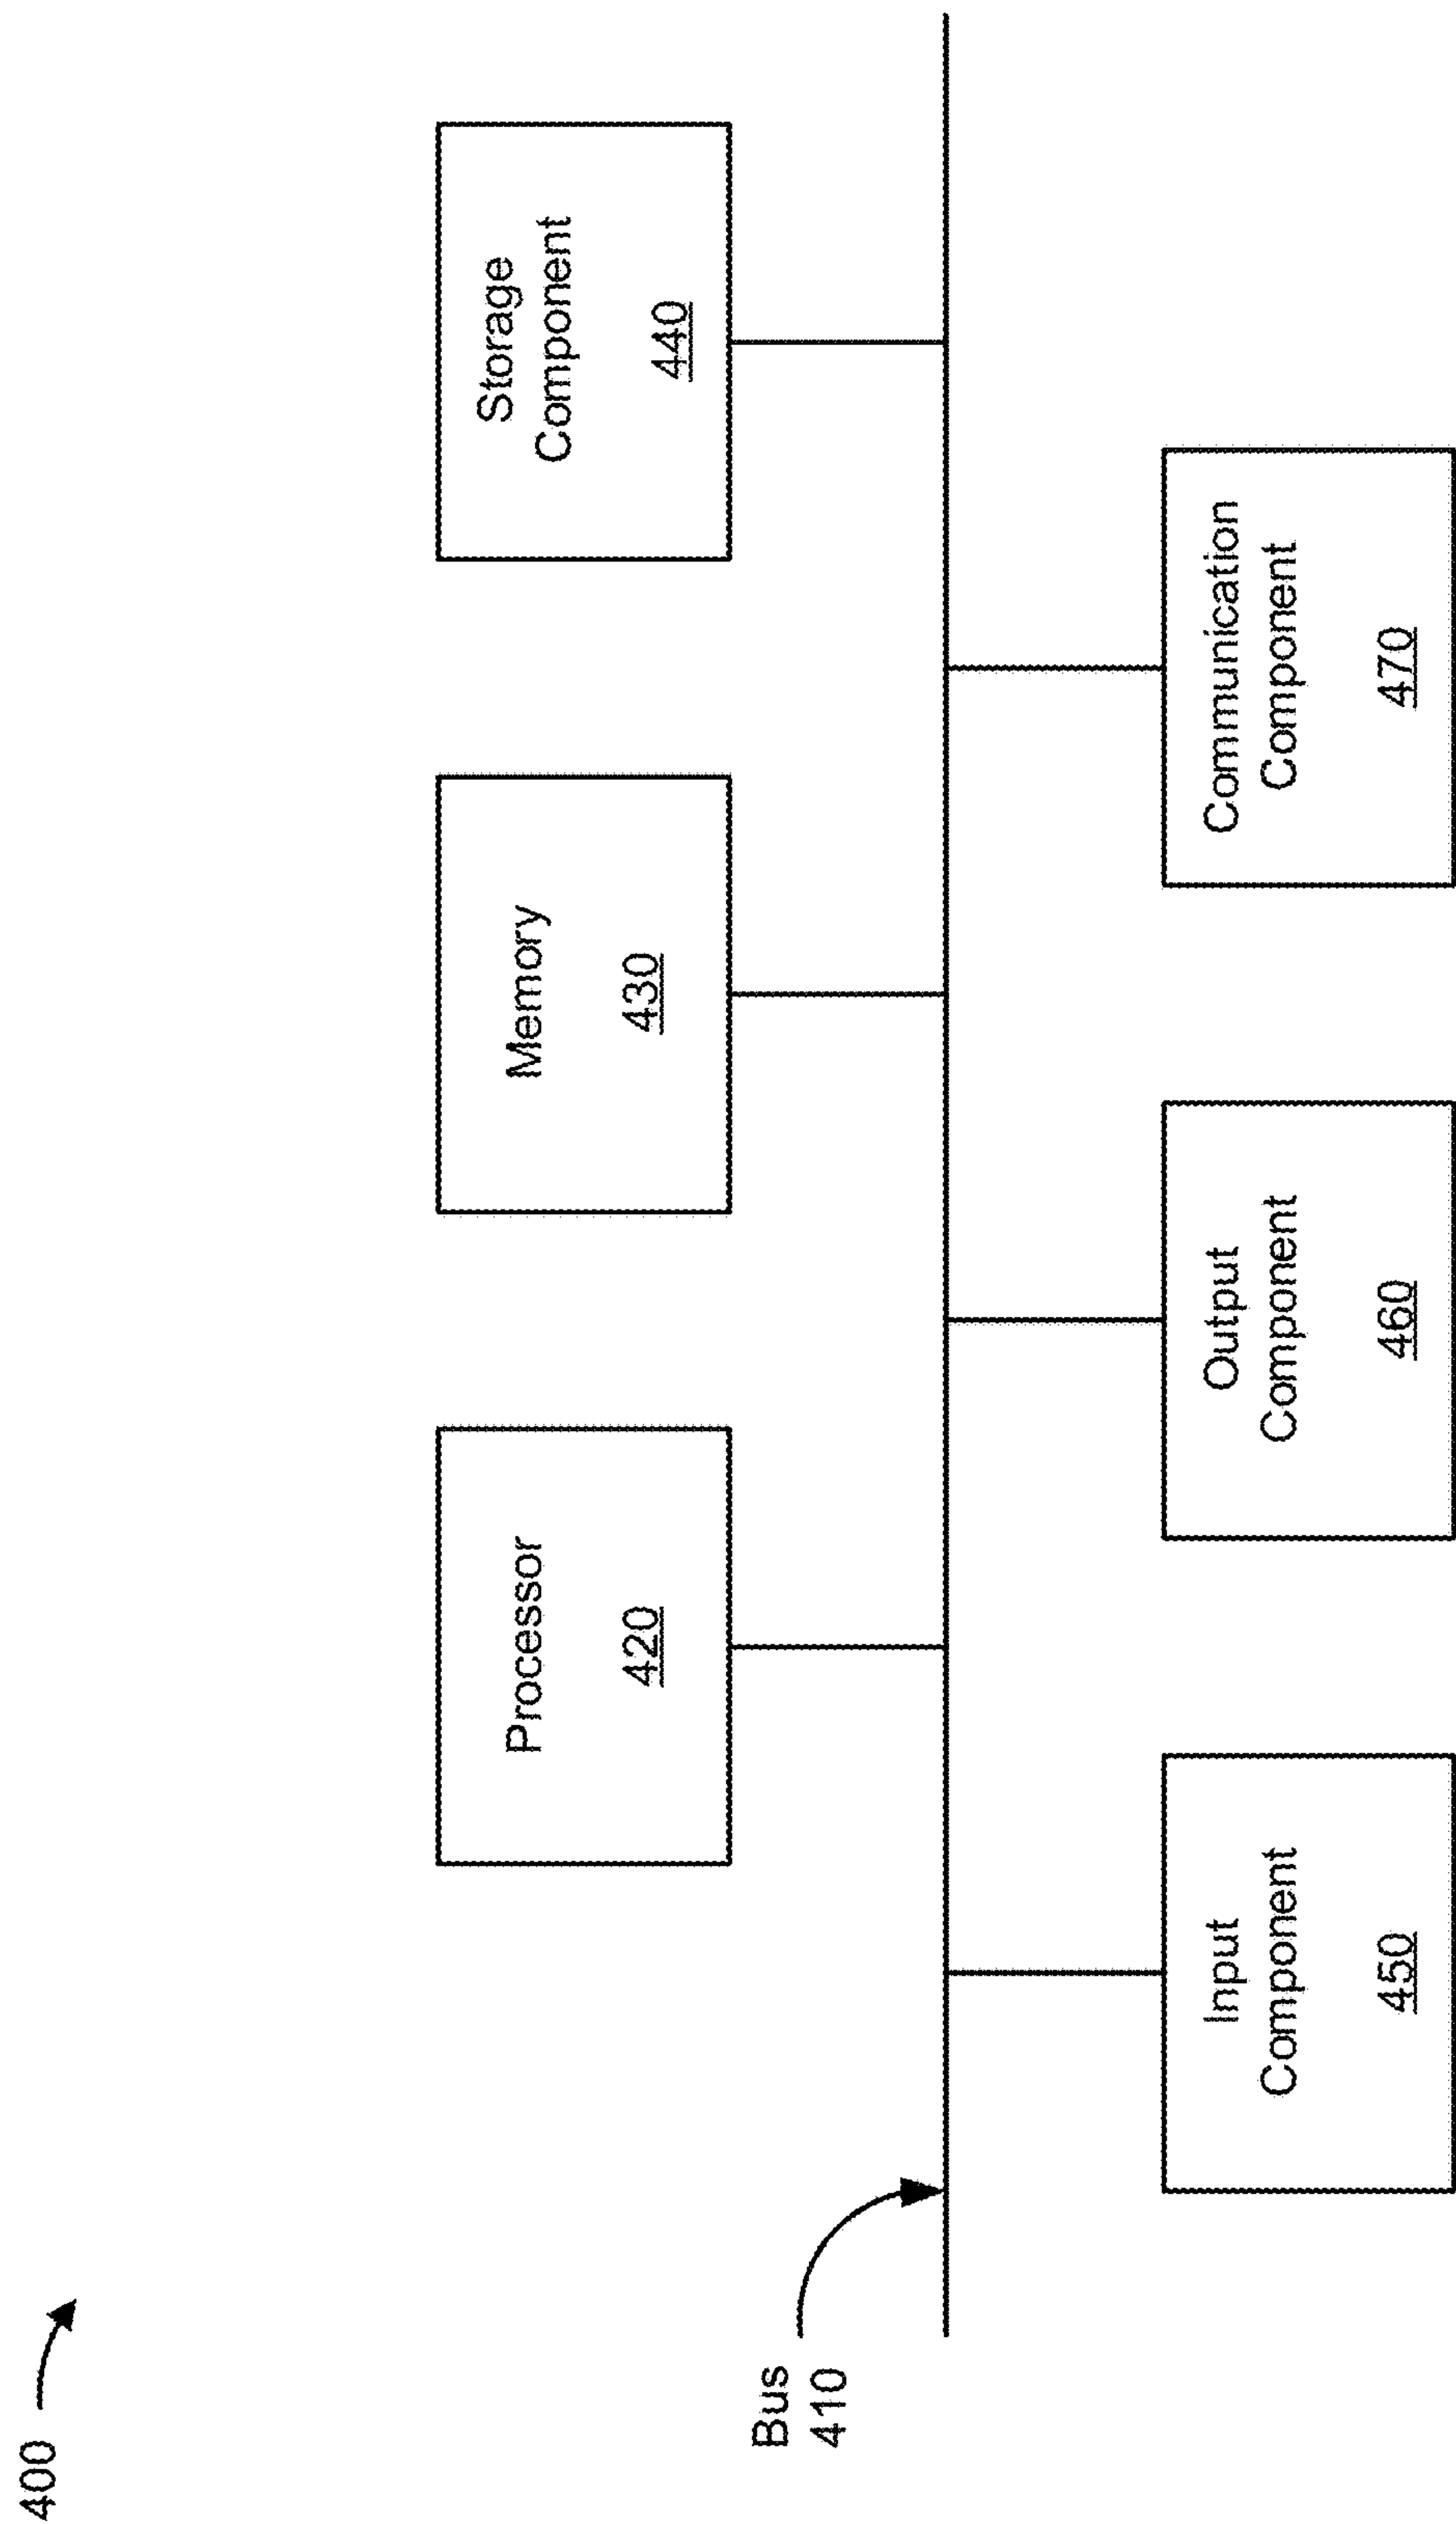 400
Processor
420
Memory
430
Storage
Component
440
Bus
410
Input
Component
450
Output
Component
460
Communication
Component
470